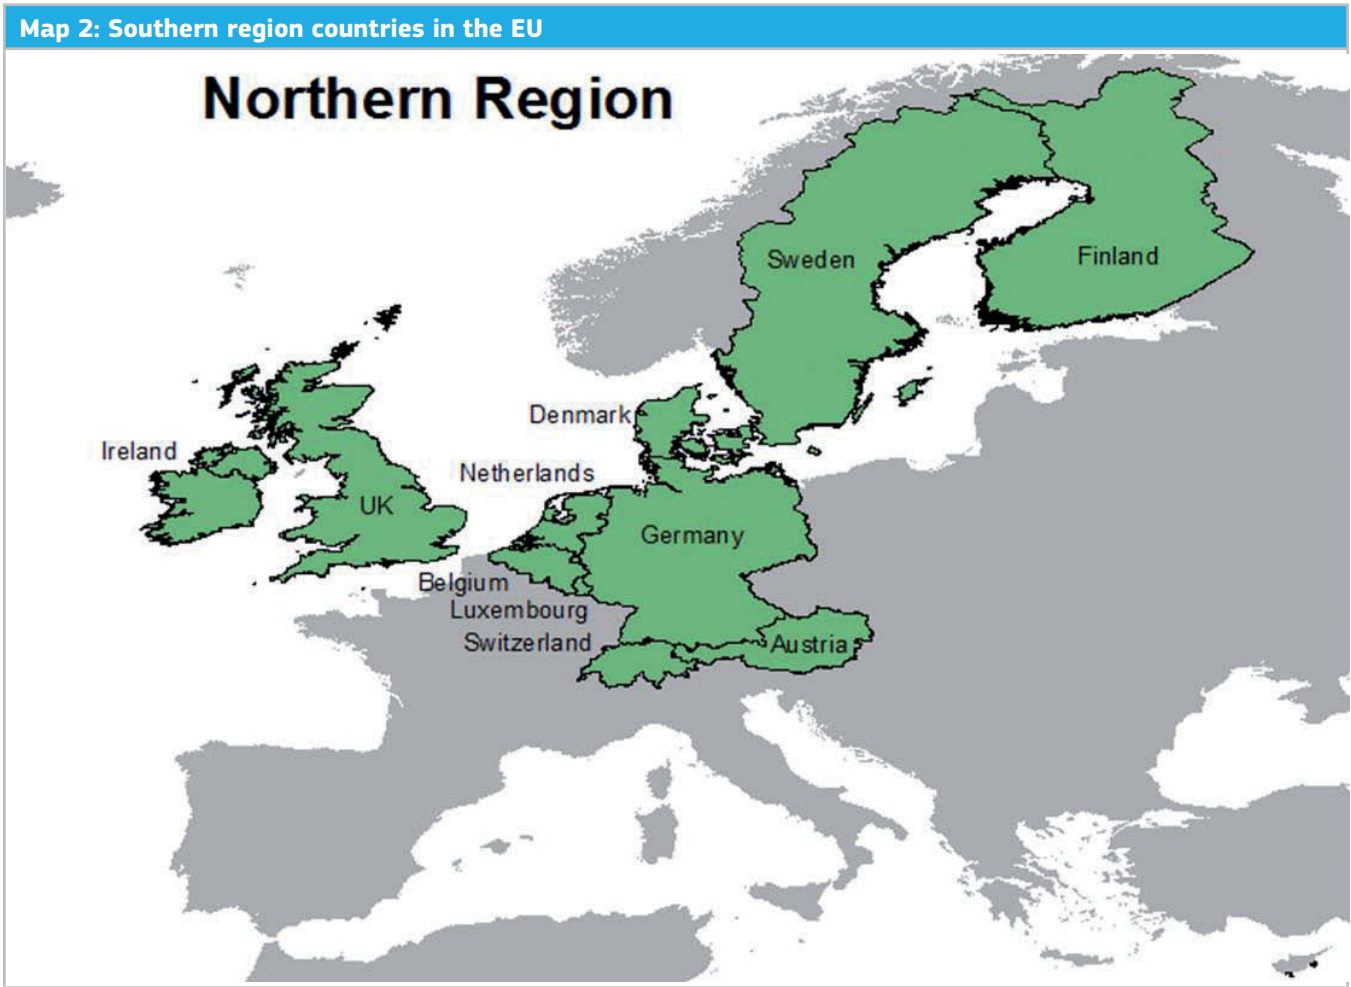 Map 2: Southern region countries in the EU
Northern Region
Sweden
Finland
Denmark
Ireland
Netherlands
UK
Germany
Belgium
Luxembourg
Switzerland
Austria